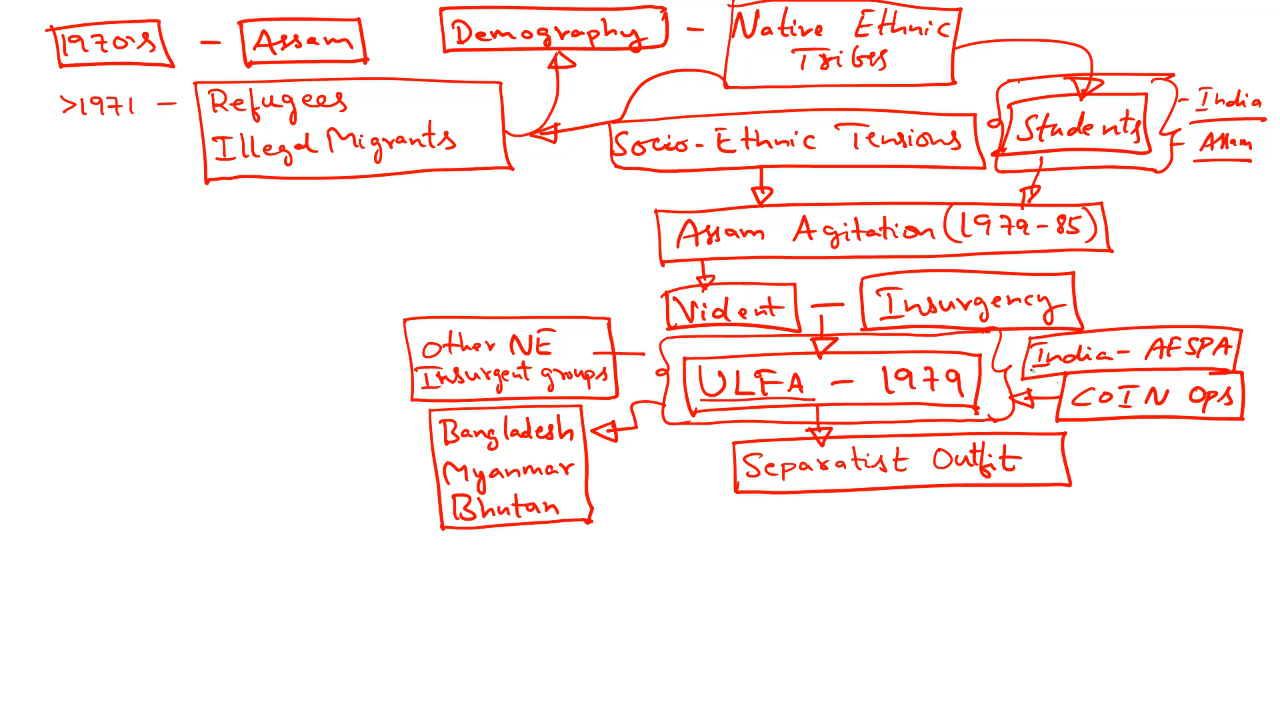 1970's - Assam
Demography - Native Ethnic
Tribes
>1971 - Refugees
Illegal Migrants
Socio-Ethnic Tensions
Students
- India
- Assam
Assam Agitation (1979-85)
Violent - Insurgency
Other NE
Insurgent groups
ULFA - 1979
India - AFSPA
COIN Ops
Bangladesh
Myanmar
Bhutan
Separatist Outfit